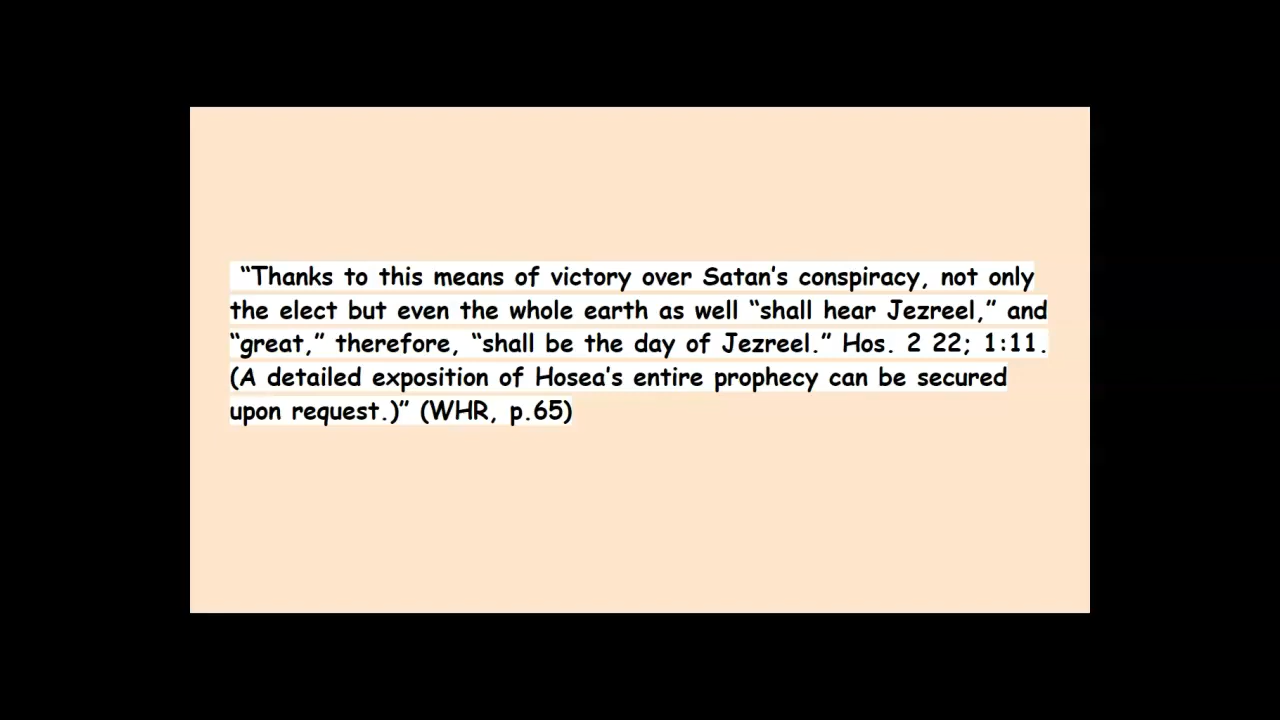 “Thanks to this means of victory over Satan’s conspiracy, not only
the elect but even the whole earth as well “shall hear Jezreel,” and
“great,” therefore, “shall be the day of Jezreel.” Hos. 2 22; 1:11.
(A detailed exposition of Hosea’s entire prophecy can be secured
upon request.)” (WHR, p.65)